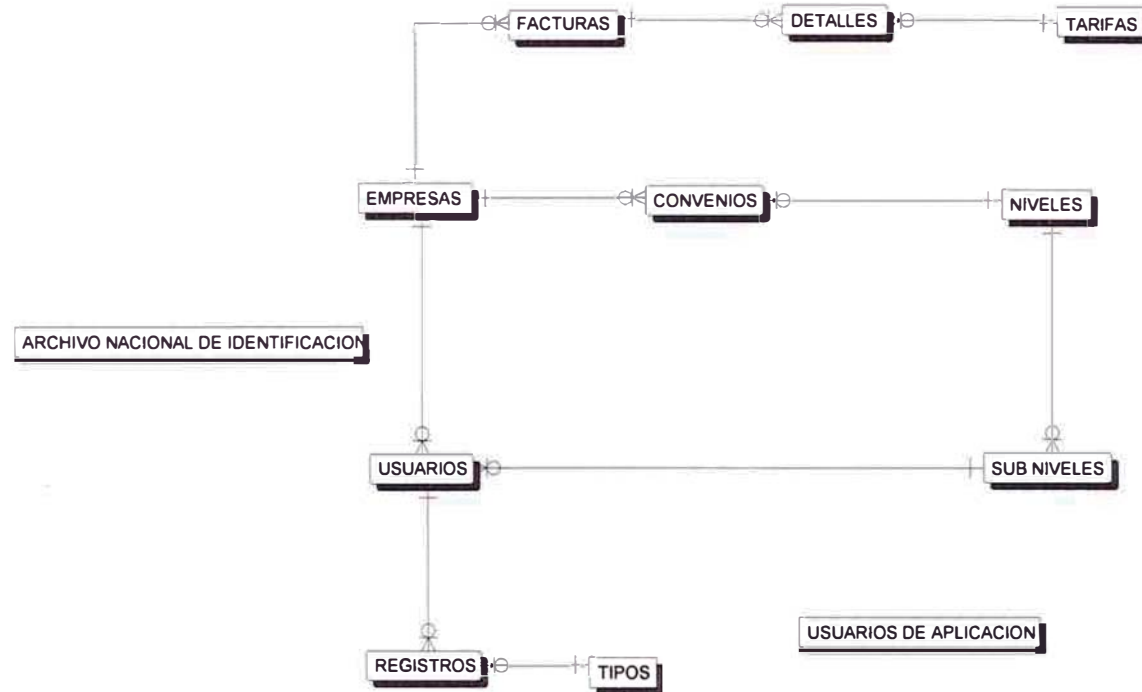 FACTURAS
DETALLES
TARIFAS
EMPRESAS
CONVENIOS
NIVELES
ARCHIVO NACIONAL DE IDENTIFICACION
USUARIOS
SUB NIVELES
USUARIOS DE APLICACION
REGISTROS
TIPOS